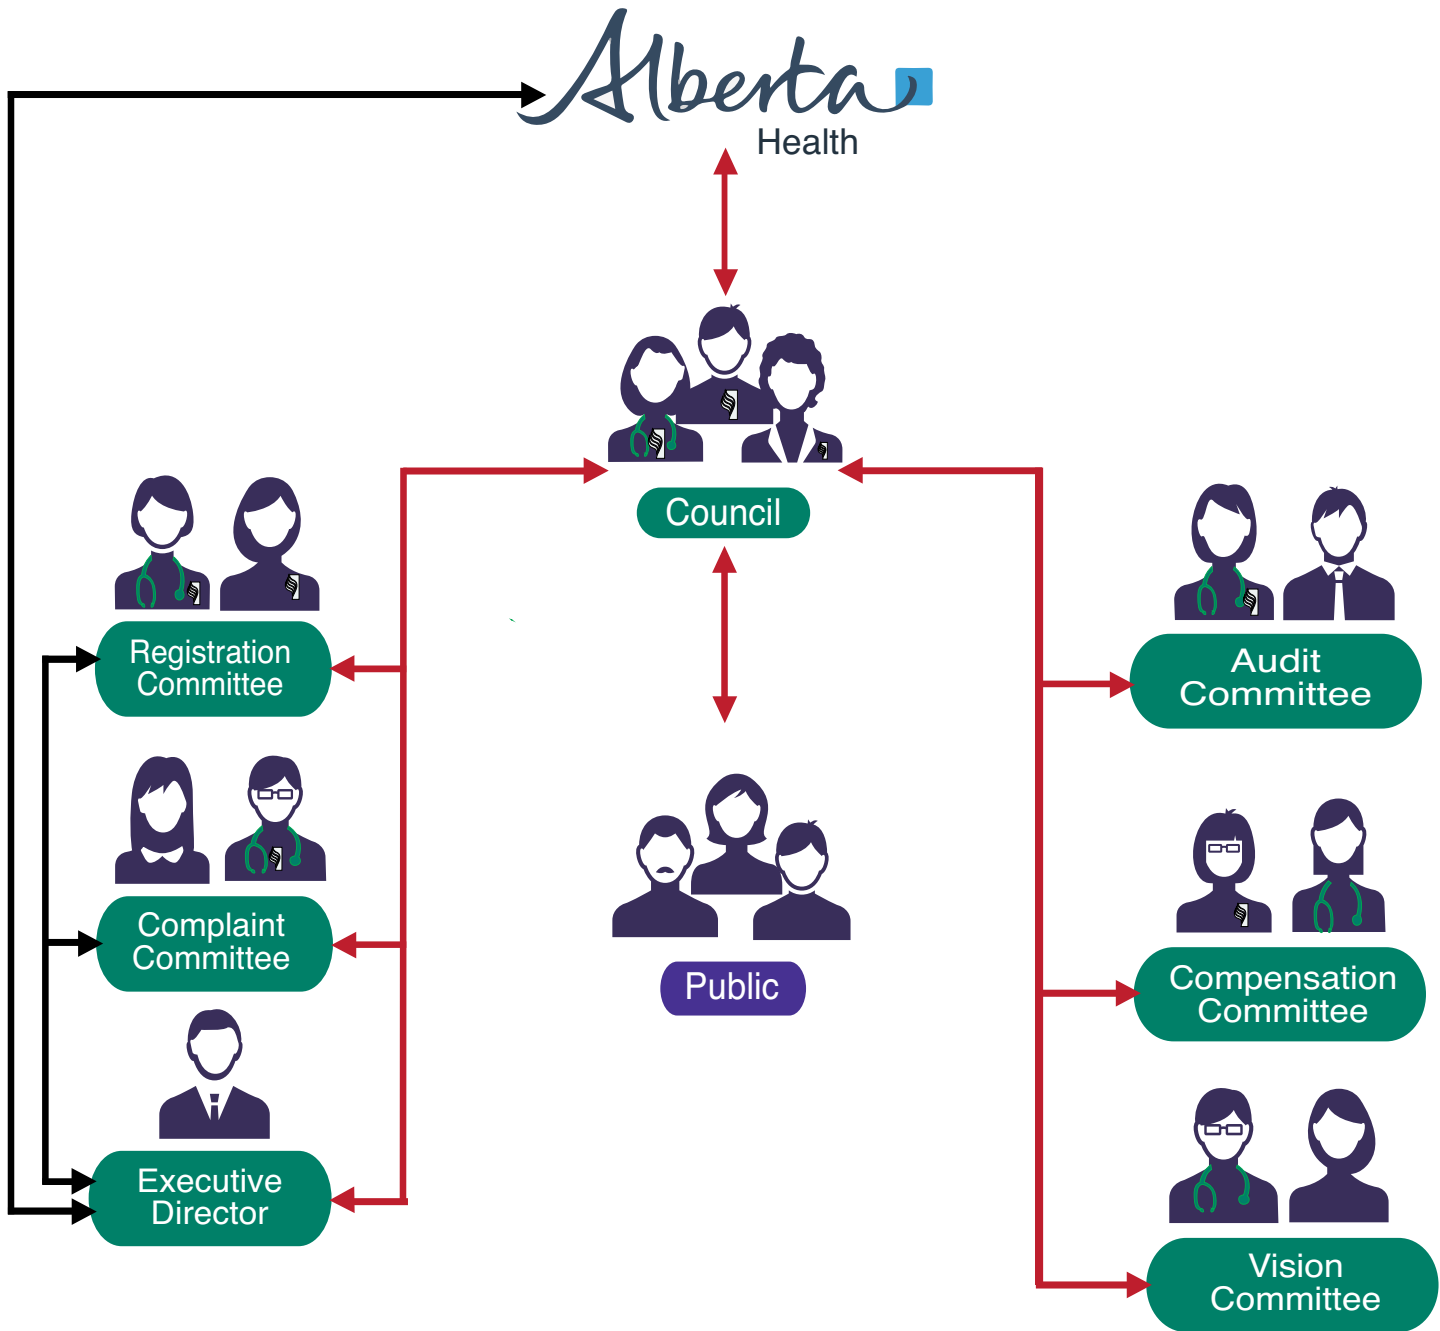 Alberta
Health
Council
Registration
Committee
Audit
Committee
Complaint
Committee
Public
Compensation
Committee
Executive
Director
Vision
Committee